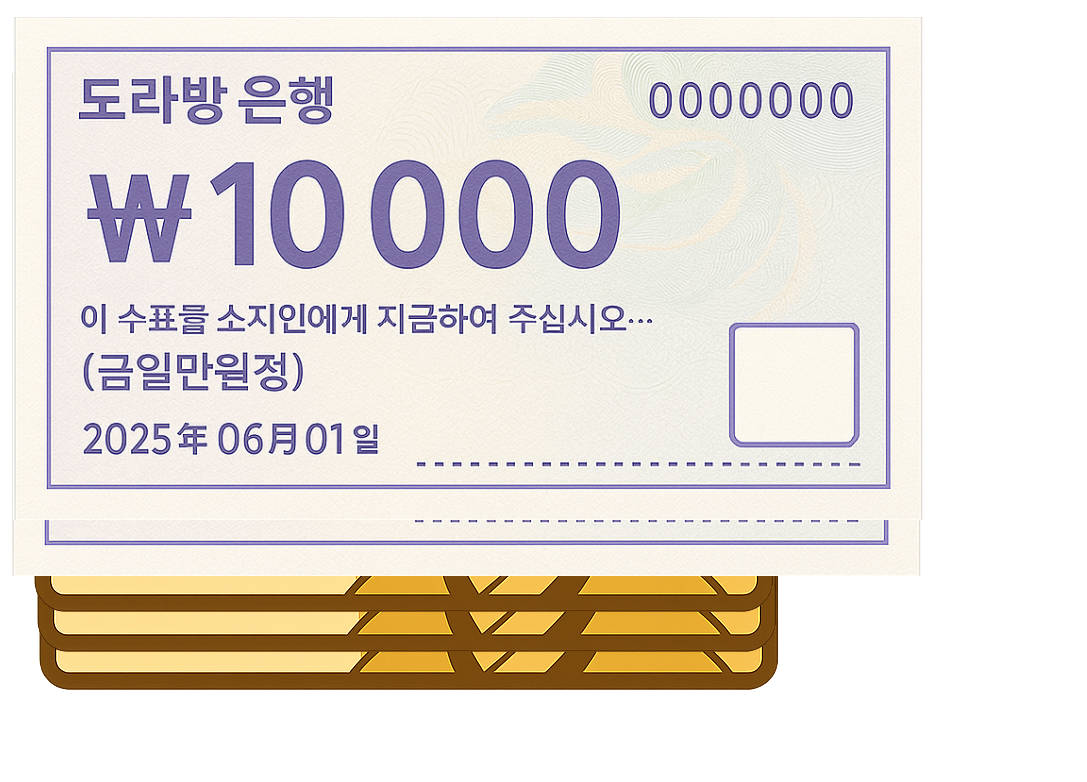 도라방 은행 0000000
₩10 000
이 수표를 소지인에게 지금하여 주십시오…
(금일만원정)
2025年 06月 01일